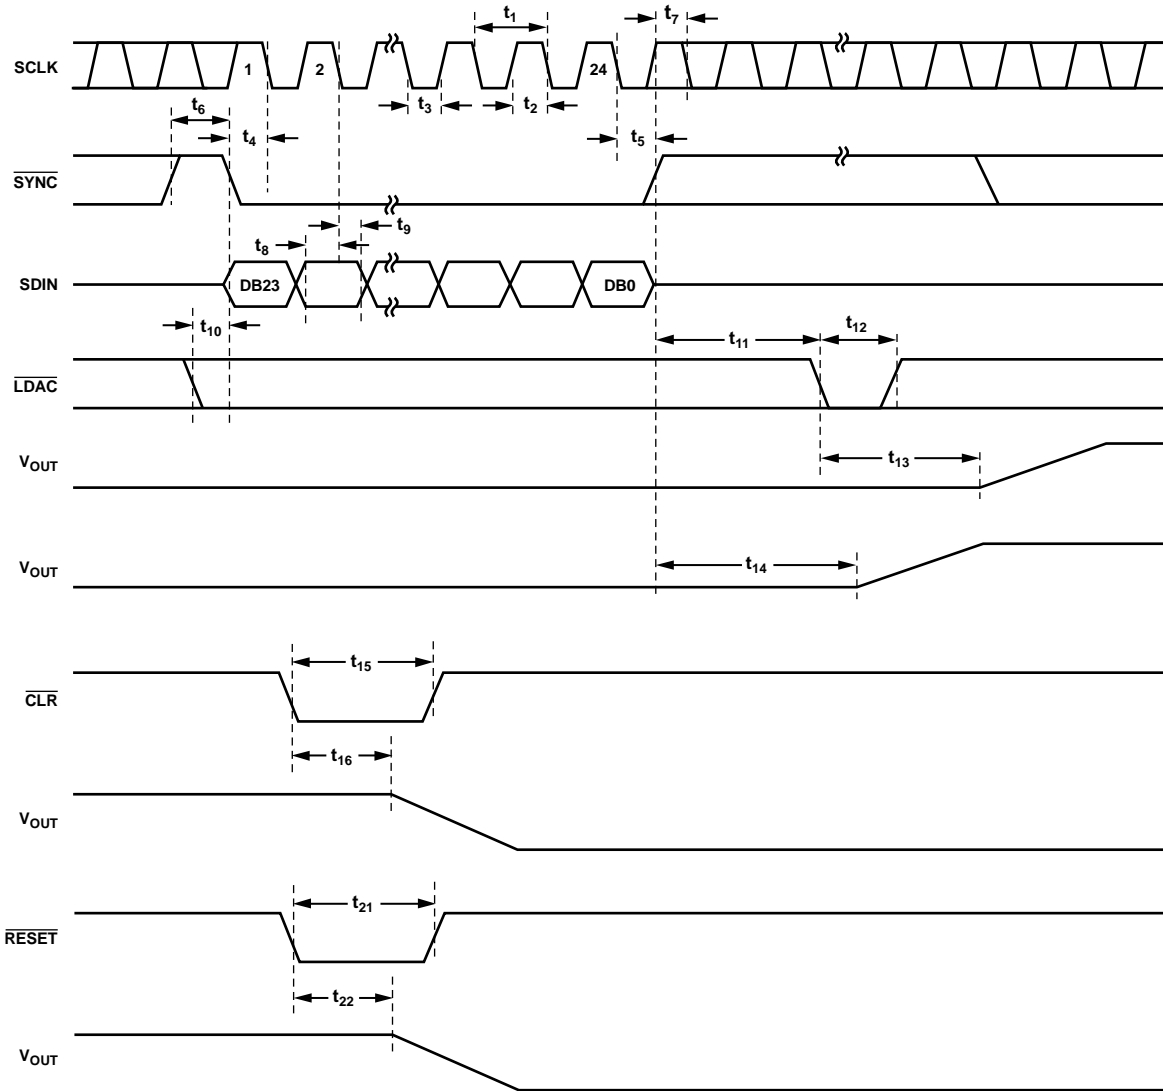 t1
t7
SCLK
1
2
24
t6
t3
t2
t4
t5
SYNC
t9
t8
SDIN
DB23
DB0
t10
t11
t12
LDAC
VOUT
t13
VOUT
t14
t15
CLR
t16
VOUT
t21
RESET
t22
VOUT